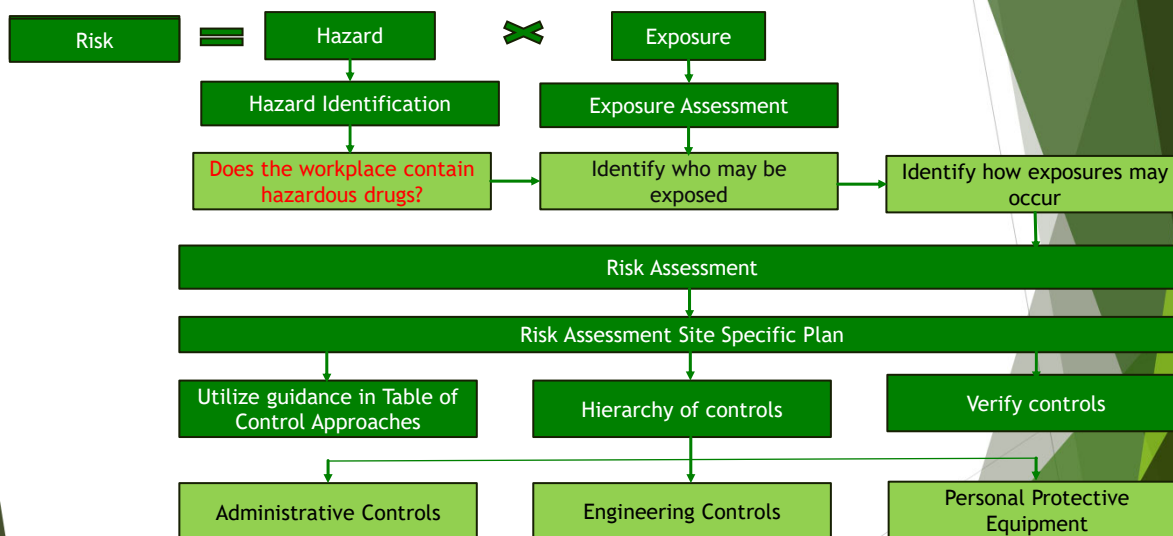 Risk
Hazard
Exposure
Hazard Identification
Exposure Assessment
Does the workplace contain
hazardous drugs?
Identify who may be
exposed
Identify how exposures may
occur
Risk Assessment
Risk Assessment Site Specific Plan
Utilize guidance in Table of
Control Approaches
Hierarchy of controls
Verify controls
Administrative Controls
Engineering Controls
Personal Protective
Equipment